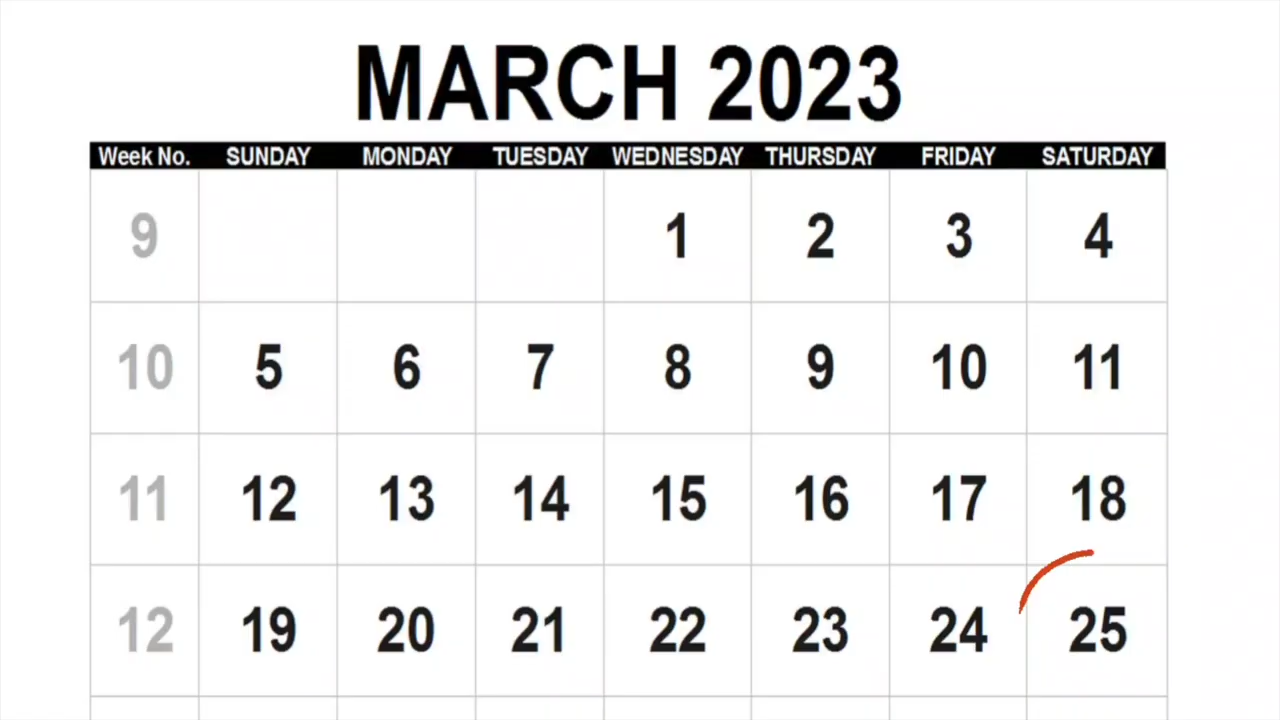 MARCH 2023
Week No. SUNDAY MONDAY TUESDAY WEDNESDAY THURSDAY FRIDAY SATURDAY
9 1 2 3 4
10 5 6 7 8 9 10 11
11 12 13 14 15 16 17 18
12 19 20 21 22 23 24 25